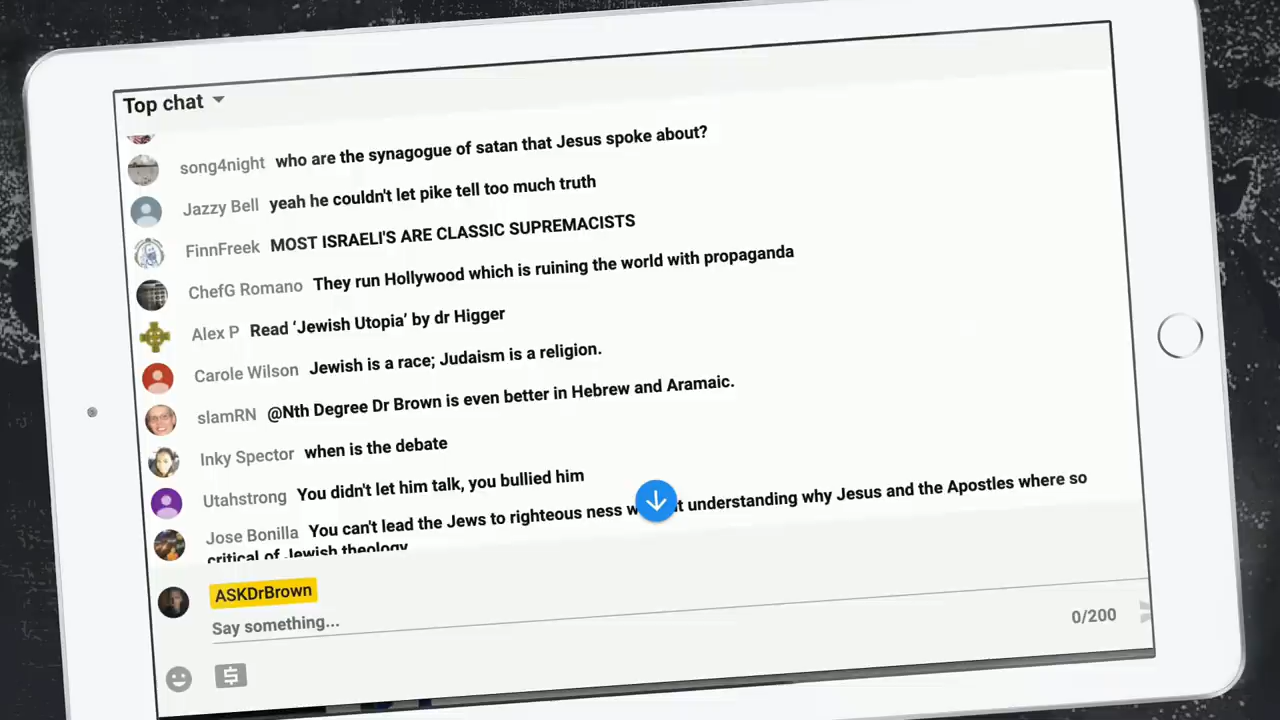 Top chat
song4night who are the synagogue of satan that Jesus spoke about?
Jazzy Bell yeah he couldn't let pike tell too much truth
FinnFreek MOST ISRAELI'S ARE CLASSIC SUPREMACISTS
ChefG Romano They run Hollywood which is ruining the world with propaganda
Alex P Read ‘Jewish Utopia’ by dr Higger
Carole Wilson Jewish is a race; Judaism is a religion.
slamRN @Nth Degree Dr Brown is even better in Hebrew and Aramaic.
Inky Spector when is the debate
Utahstrong You didn't let him talk, you bullied him
Jose Bonilla You can't lead the Jews to righteous ness understanding why Jesus and the Apostles where so
critical of Jewish theology
ASKDrBrown
Say something...
0/200